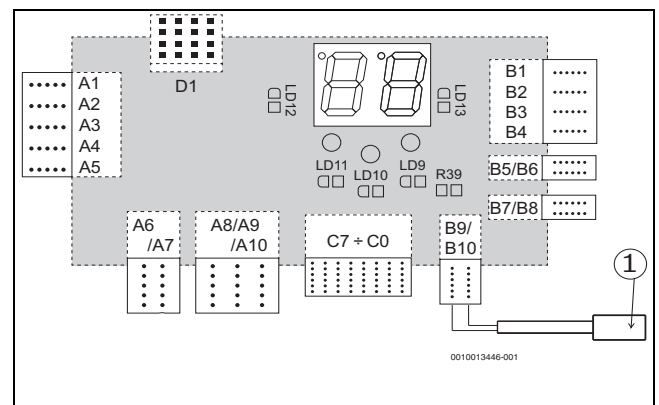 D1
A1
A2
A3
A4
A5
LD12
LD13
B1
B2
B3
B4
LD11
LD10
LD9
R39
B5/B6
B7/B8
A6
/A7
A8/A9
/A10
C7 ÷ C0
B9/
B10
1
0010013446-001